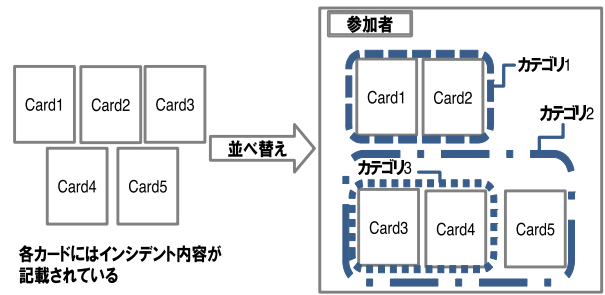 Card1
Card2
Card3
Card4
Card5
各カードにはインシデント内容が
記載されている
並べ替え
参加者
カテゴリ1
Card1
Card2
カテゴリ2
カテゴリ3
Card3
Card4
Card5